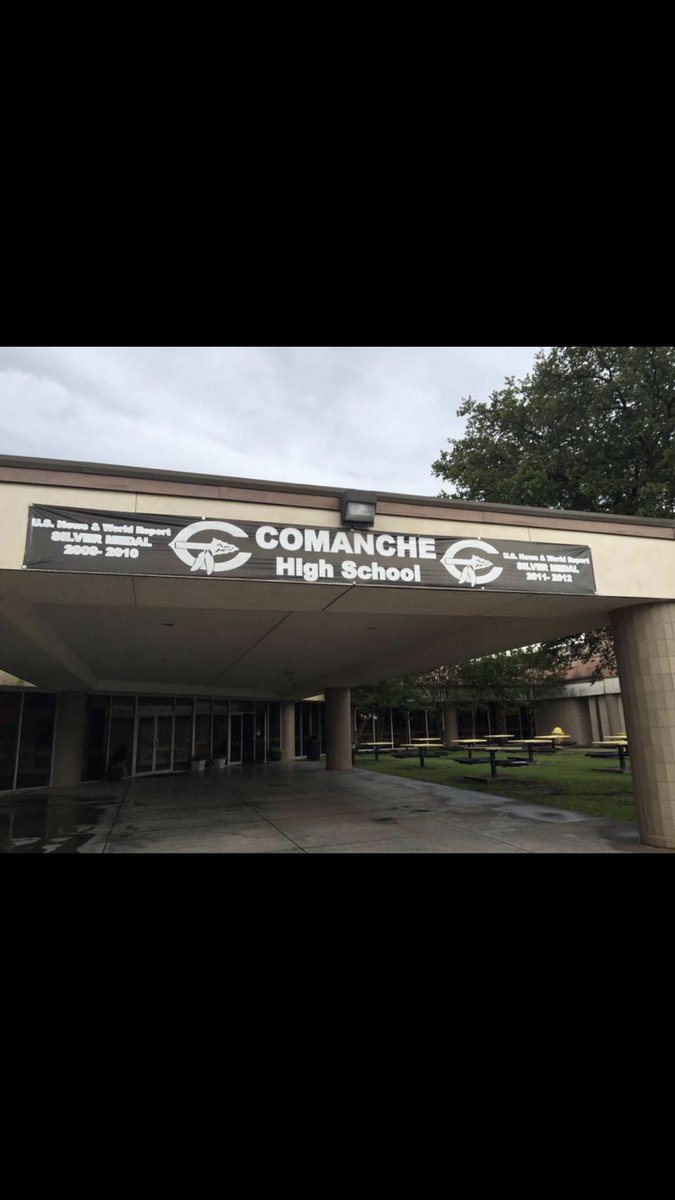 U.S. News & World Report
SILVER MEDAL
2009- 2010
COMANCHE
High School
U.S. News & World Report
SILVER MEDAL
2011- 2012